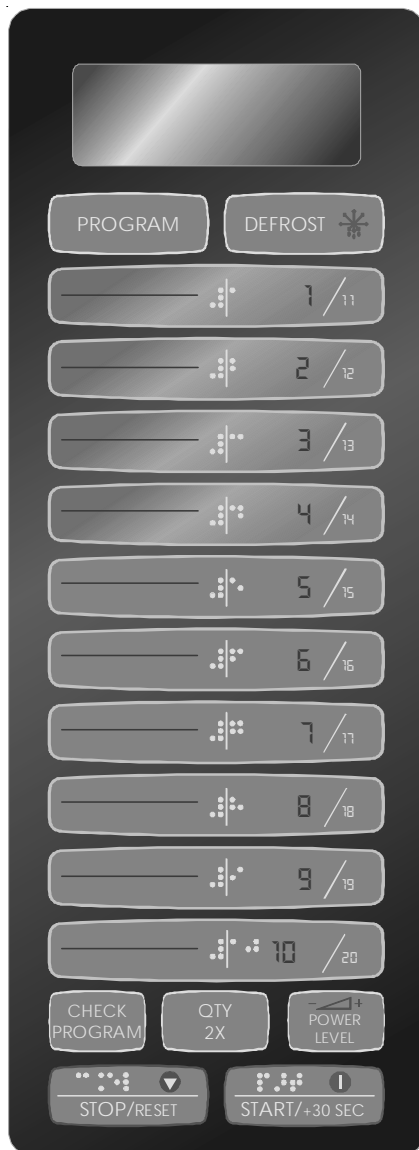 PROGRAM
DEFROST
1/11
2/12
3/13
4/14
5/15
6/16
7/17
8/18
9/19
10/20
CHECK
PROGRAM
QTY
2X
- +
POWER
LEVEL
STOP/RESET
START/+30 SEC